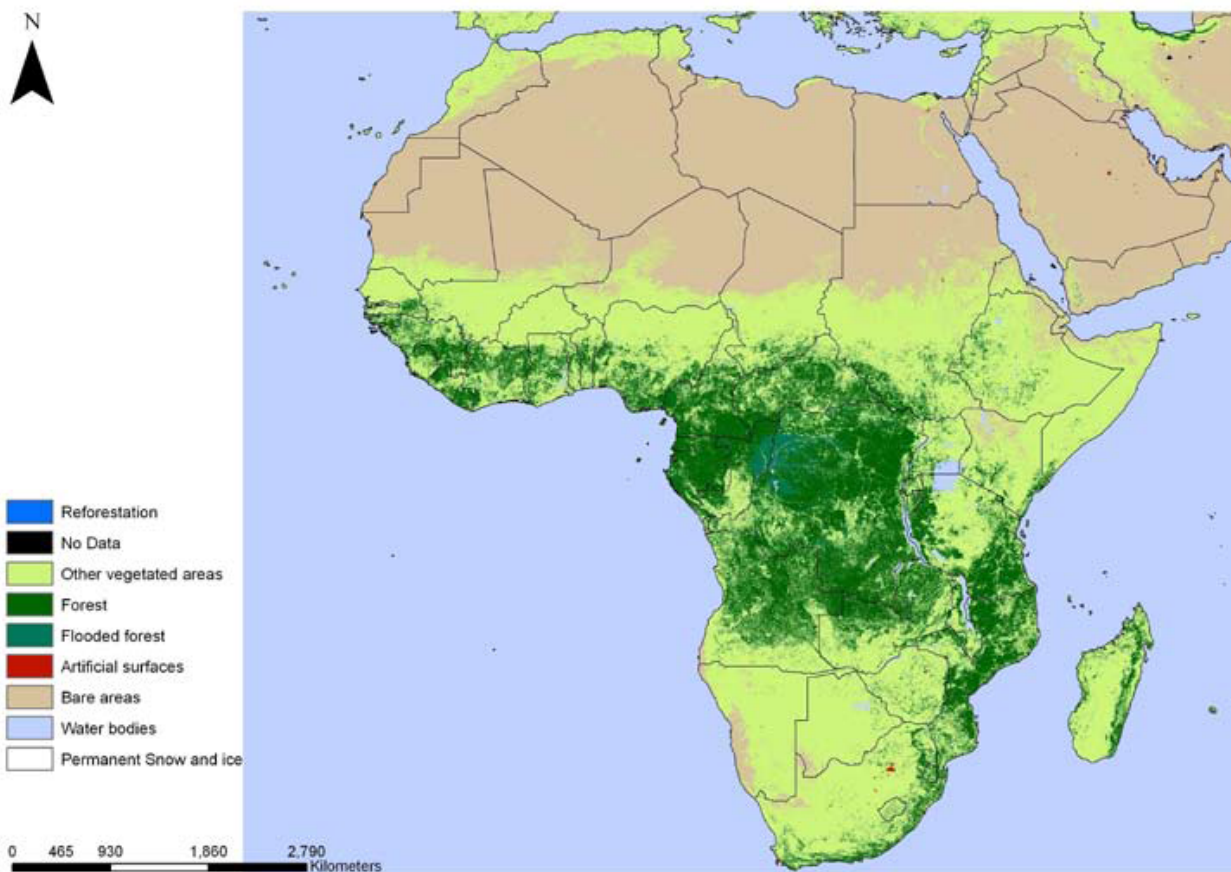 N
Reforestation
No Data
Other vegetated areas
Forest
Flooded forest
Artificial surfaces
Bare areas
Water bodies
Permanent Snow and ice
0 465 930 1,860 2,790
Kilometers